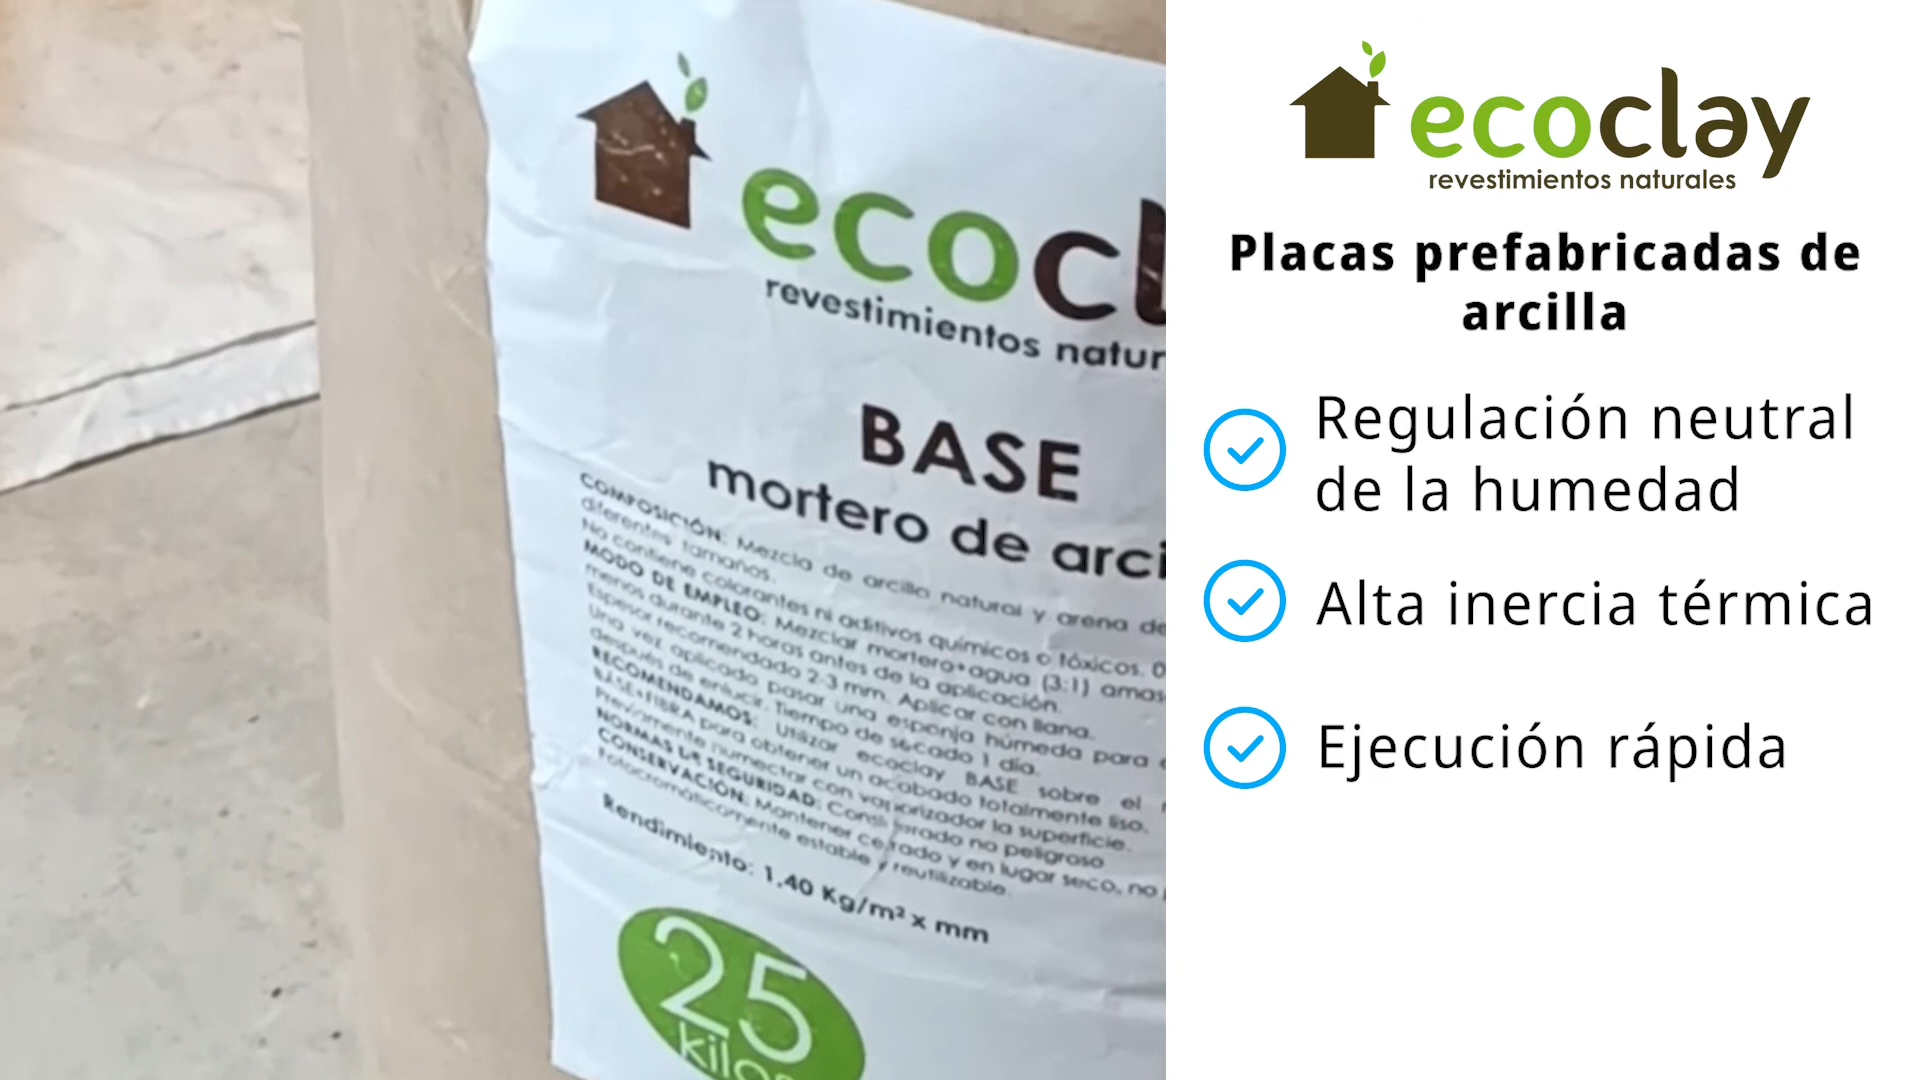 ecocl
revestimientos natur
BASE
mortero de arci
COMPOSICIÓN: Mezcla de arcilla natural y arena de
diferentes tamaños.
No contiene colorantes ni aditivos químicos o tóxicos. 0
MODO DE EMPLEO: Mezclar mortero+agua (3:1) amas
menos durante 2 horas antes de la aplicación.
Espesor recomendado 2-3 mm. Aplicar con llana.
Una vez aplicado pasar una esponja húmeda para
después de enlucir. Tiempo de secado 1 día.
RECOMENDAMOS: Utilizar ecoclay BASE sobre el
BASE+FIBRA para obtener un acabado totalmente liso.
Previamente humectar con vaporizador la superficie.
NORMAS DE SEGURIDAD: Considerado no peligroso
CONSERVACIÓN: Mantener cerrado y en lugar seco, no
Fotocromáticamente estable y reutilizable.
Rendimiento: 1.40 Kg/m² x mm
25
kilos
ecoclay
revestimientos naturales
Placas prefabricadas de
arcilla
Regulación neutral
de la humedad
Alta inercia térmica
Ejecución rápida